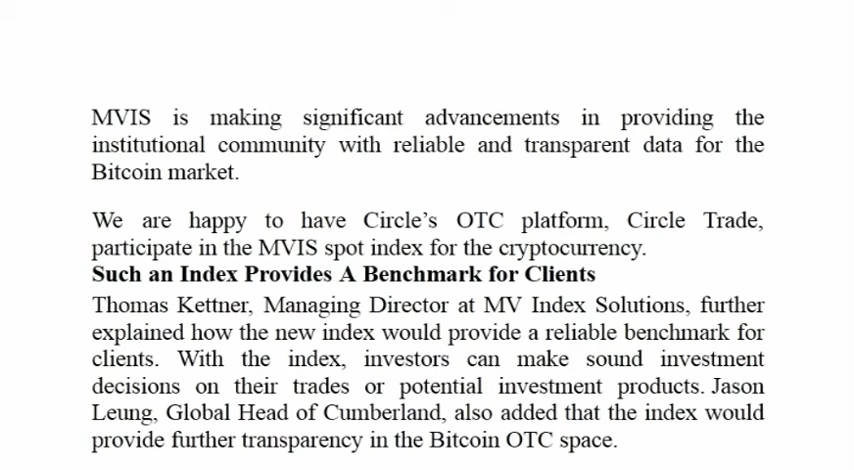 MVIS is making significant advancements in providing the
institutional community with reliable and transparent data for the
Bitcoin market.
We are happy to have Circle’s OTC platform, Circle Trade,
participate in the MVIS spot index for the cryptocurrency.
Such an Index Provides A Benchmark for Clients
Thomas Kettner, Managing Director at MV Index Solutions, further
explained how the new index would provide a reliable benchmark for
clients. With the index, investors can make sound investment
decisions on their trades or potential investment products. Jason
Leung, Global Head of Cumberland, also added that the index would
provide further transparency in the Bitcoin OTC space.